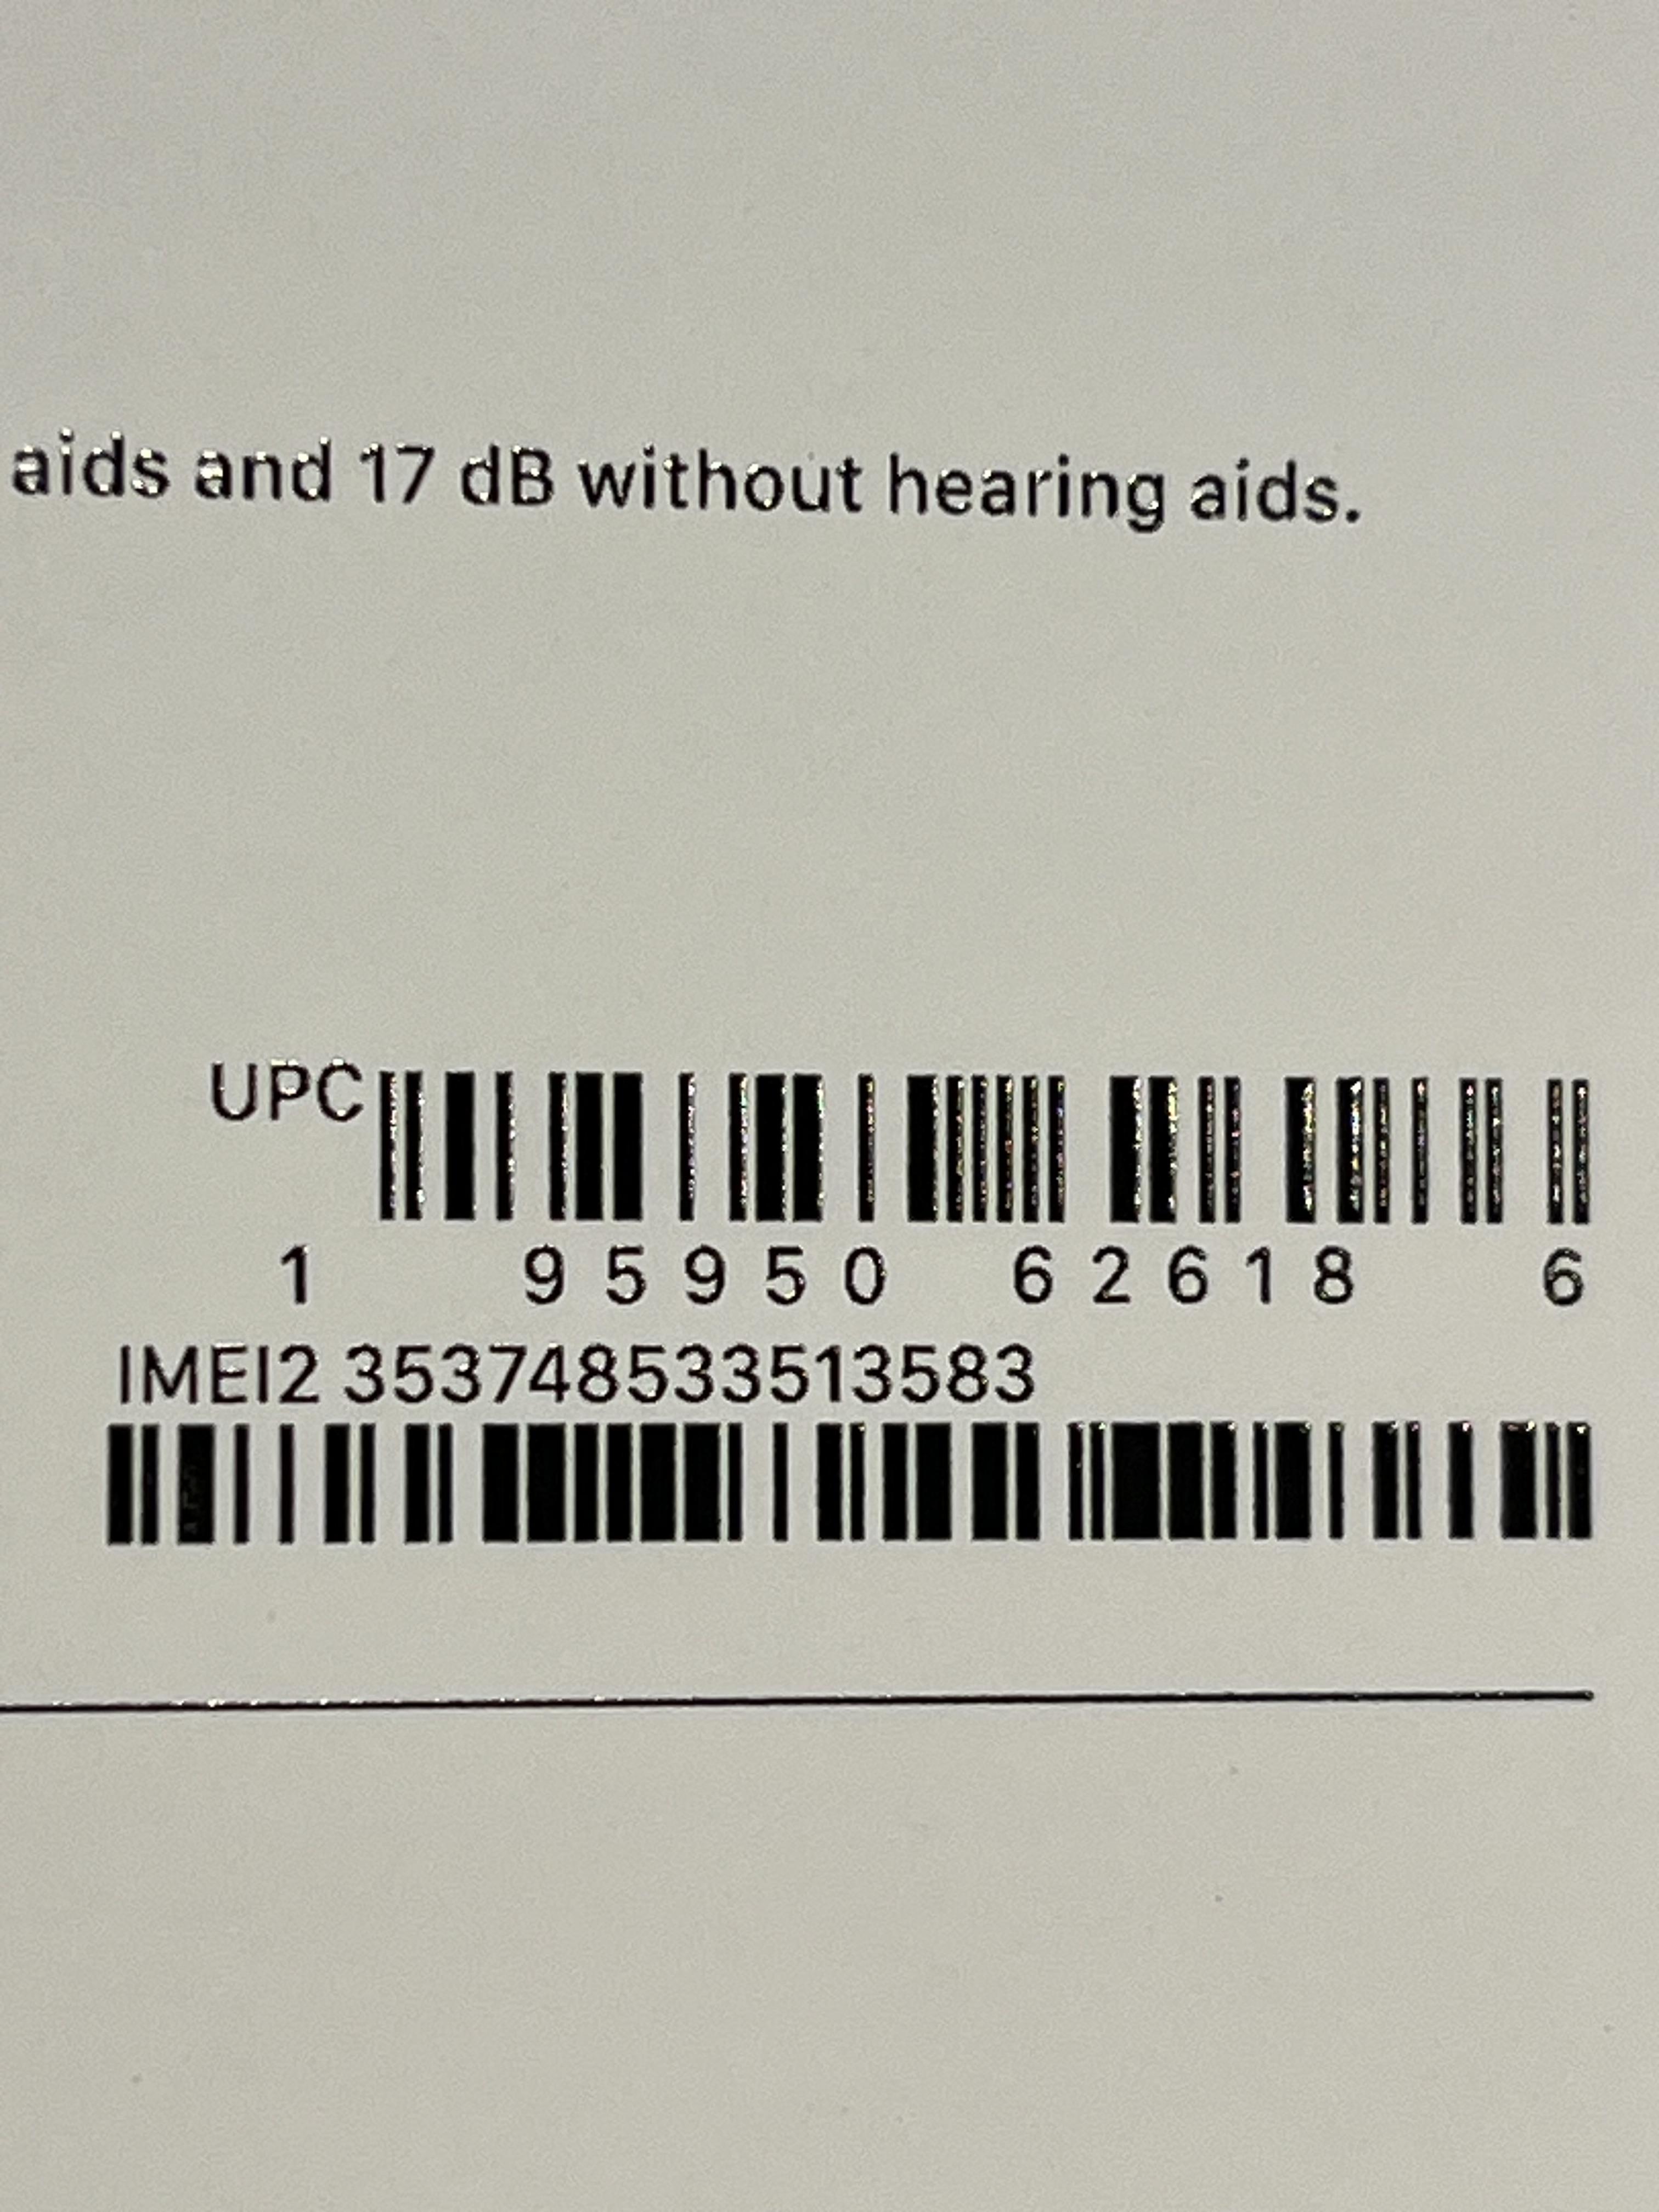 aids and 17 dB without hearing aids.
UPC
1 95950 62618 6
IMEI2 353748533513583